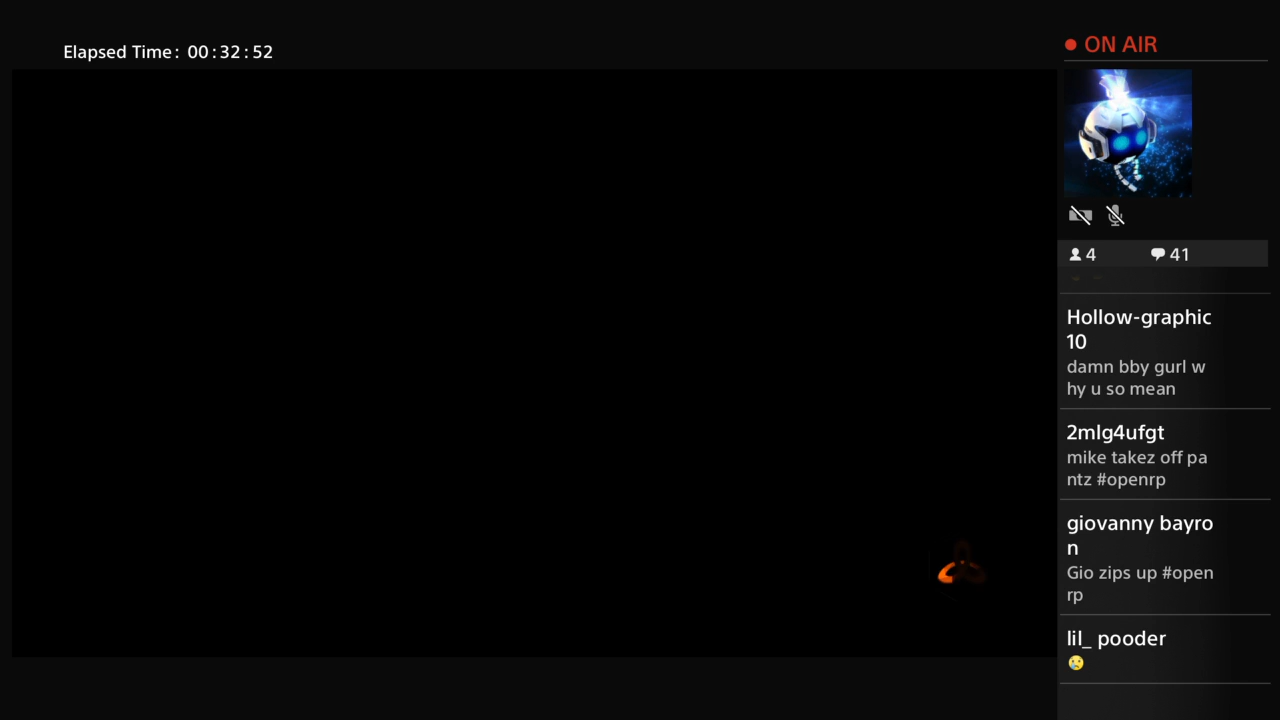 Elapsed Time: 00:32:52
ON AIR
4 41
Hollow-graphic
10
damn bby gurl w
hy u so mean
2mlg4ufgt
mike takez off pa
ntz #openrp
giovanny bayro
n
Gio zips up #open
rp
lil_ pooder
😢